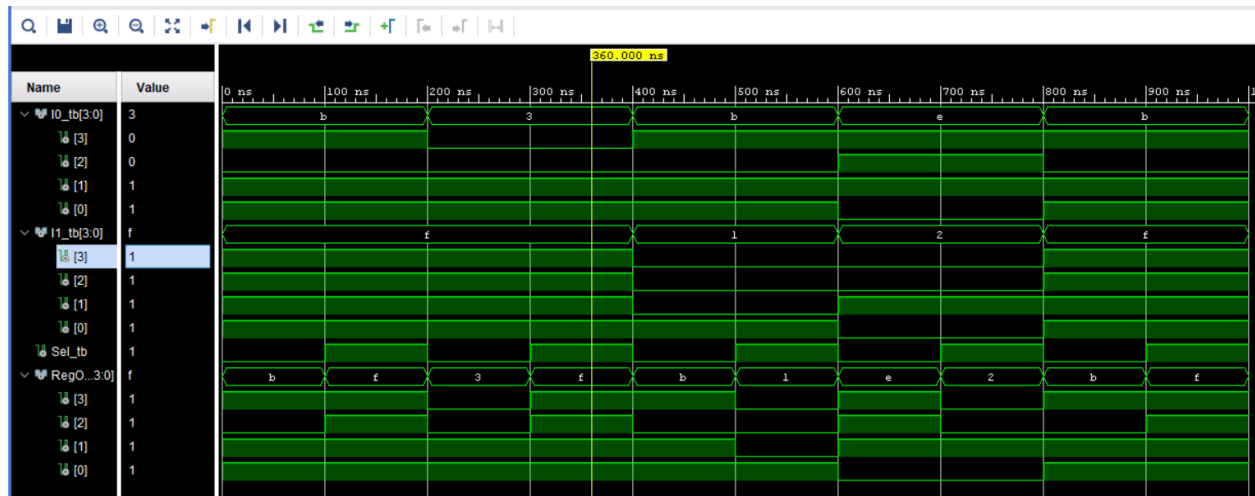 360.000 ns
Name Value
0 ns 100 ns 200 ns 300 ns 400 ns 500 ns 600 ns 700 ns 800 ns 900 ns 1
I0_tb[3:0] 3 b 3 b e b
[3] 0
[2] 0
[1] 1
[0] 1
I1_tb[3:0] f f 1 2 f
[3] 1
[2] 1
[1] 1
[0] 1
Sel_tb 1
RegO...3:0] f b f 3 f b 1 e 2 b f
[3] 1
[2] 1
[1] 1
[0] 1